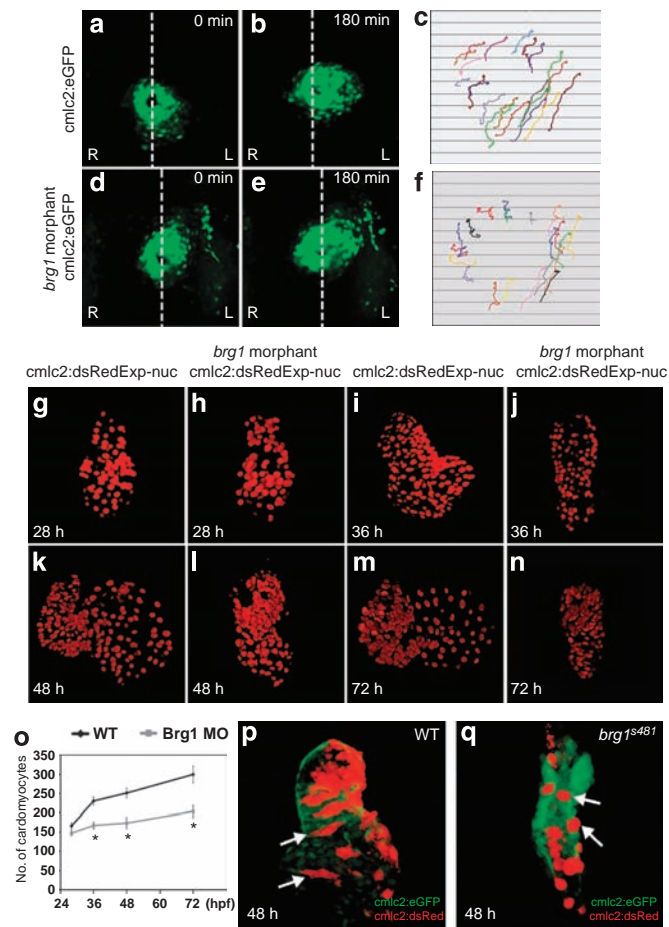 a
0 min
b
180 min
c
cmlc2:eGFP
R
L
R
L
d
0 min
e
180 min
f
brg1 morphant
cmlc2:eGFP
R
L
R
L
cmlc2:dsRedExp-nuc
brg1 morphant
cmlc2:dsRedExp-nuc
cmlc2:dsRedExp-nuc
brg1 morphant
cmlc2:dsRedExp-nuc
g
28 h
h
28 h
i
36 h
j
36 h
k
48 h
l
48 h
m
72 h
n
72 h
o
WT
Brg1 MO
No. of cardomyocytes
350
300
250
200
150
100
50
0
* * *
24 36 48 60 72 (hpf)
p
WT
cmlc2:eGFP
48 h
cmlc2:dsRed
q
brg1s481
cmlc2:eGFP
48 h
cmlc2:dsRed